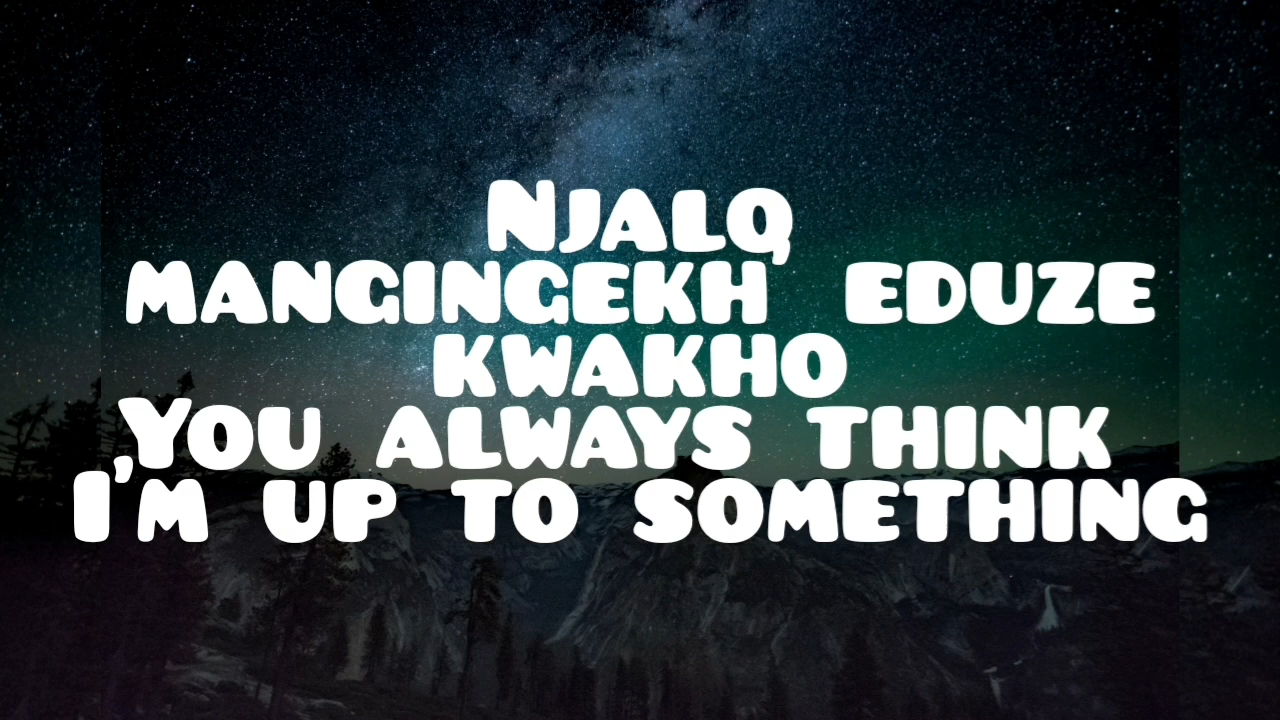 Njalo
mangingekh' eduze
kwakho
You always think
I'm up to something